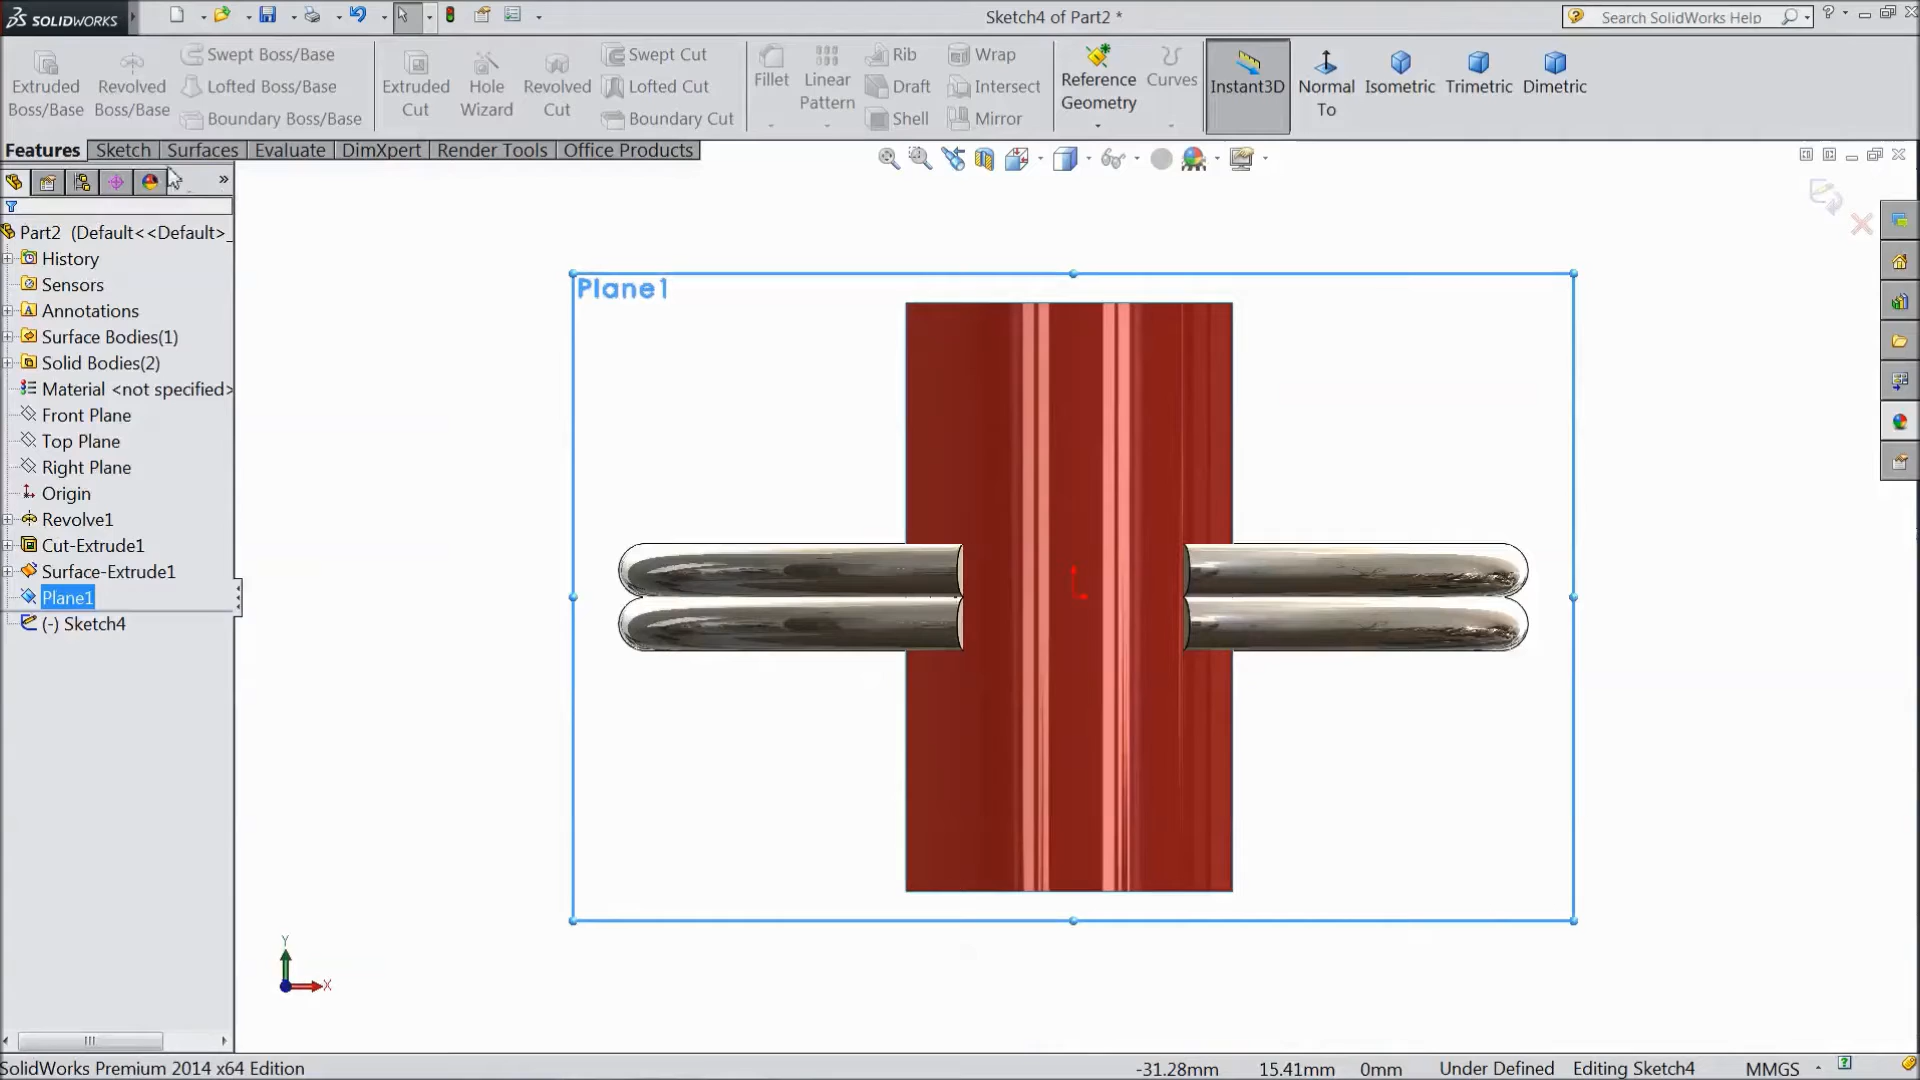 SOLIDWORKS
Sketch4 of Part2 *
Search SolidWorks Help
Extruded Boss/Base
Revolved Boss/Base
Swept Boss/Base
Lofted Boss/Base
Boundary Boss/Base
Extruded Cut
Hole Wizard
Revolved Cut
Swept Cut
Lofted Cut
Boundary Cut
Fillet
Linear Pattern
Rib
Draft
Shell
Wrap
Intersect
Mirror
Reference Geometry
Curves
Instant3D
Normal To
Isometric
Trimetric
Dimetric
Features
Sketch
Surfaces
Evaluate
DimXpert
Render Tools
Office Products
Part2 (Default<<Default>_
History
Sensors
Annotations
Surface Bodies(1)
Solid Bodies(2)
Material <not specified>
Front Plane
Top Plane
Right Plane
Origin
Revolve1
Cut-Extrude1
Surface-Extrude1
Plane1
(-) Sketch4
Plane1
Y
X
SolidWorks Premium 2014 x64 Edition
-31.28mm
15.41mm
0mm
Under Defined
Editing Sketch4
MMGS